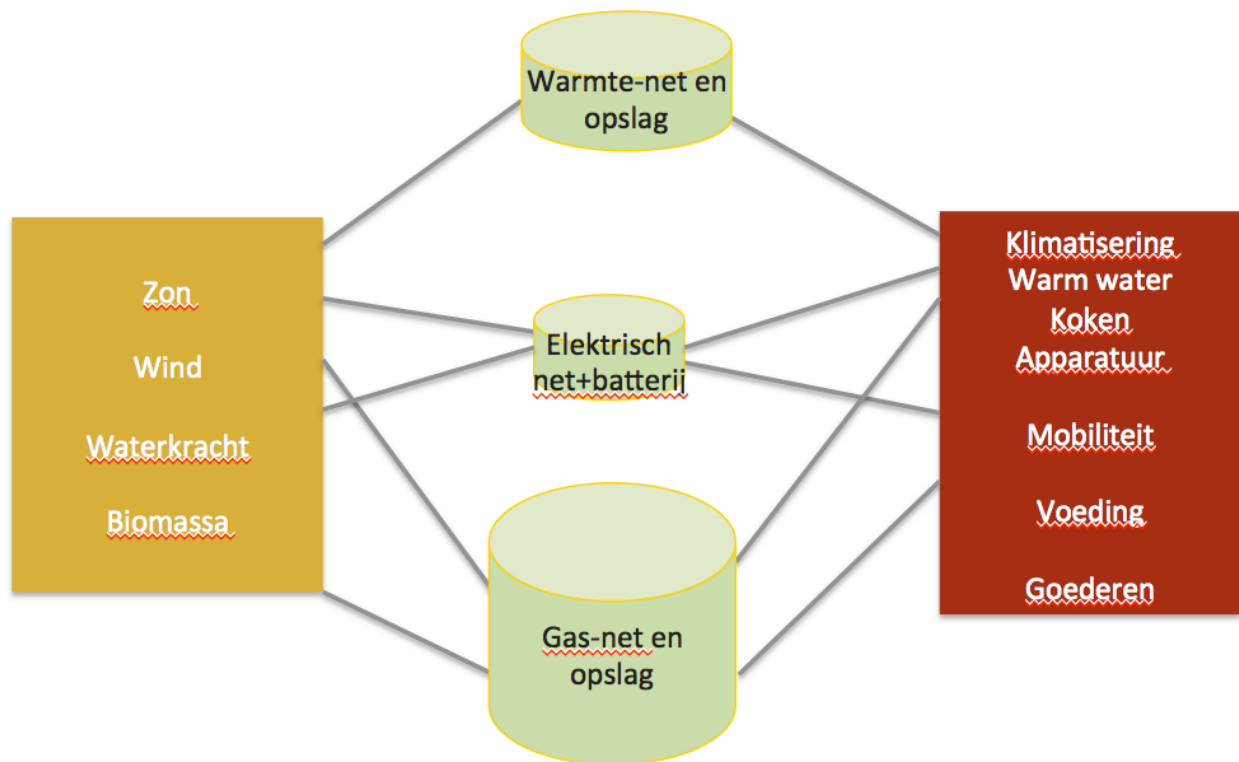 Warmte-net en
opslag
Zon
Wind
Waterkracht
Biomassa
Elektrisch
net+batterij
Gas-net en
opslag
Klimatisering
Warm water
Koken
Apparatuur
Mobiliteit
Voeding
Goederen